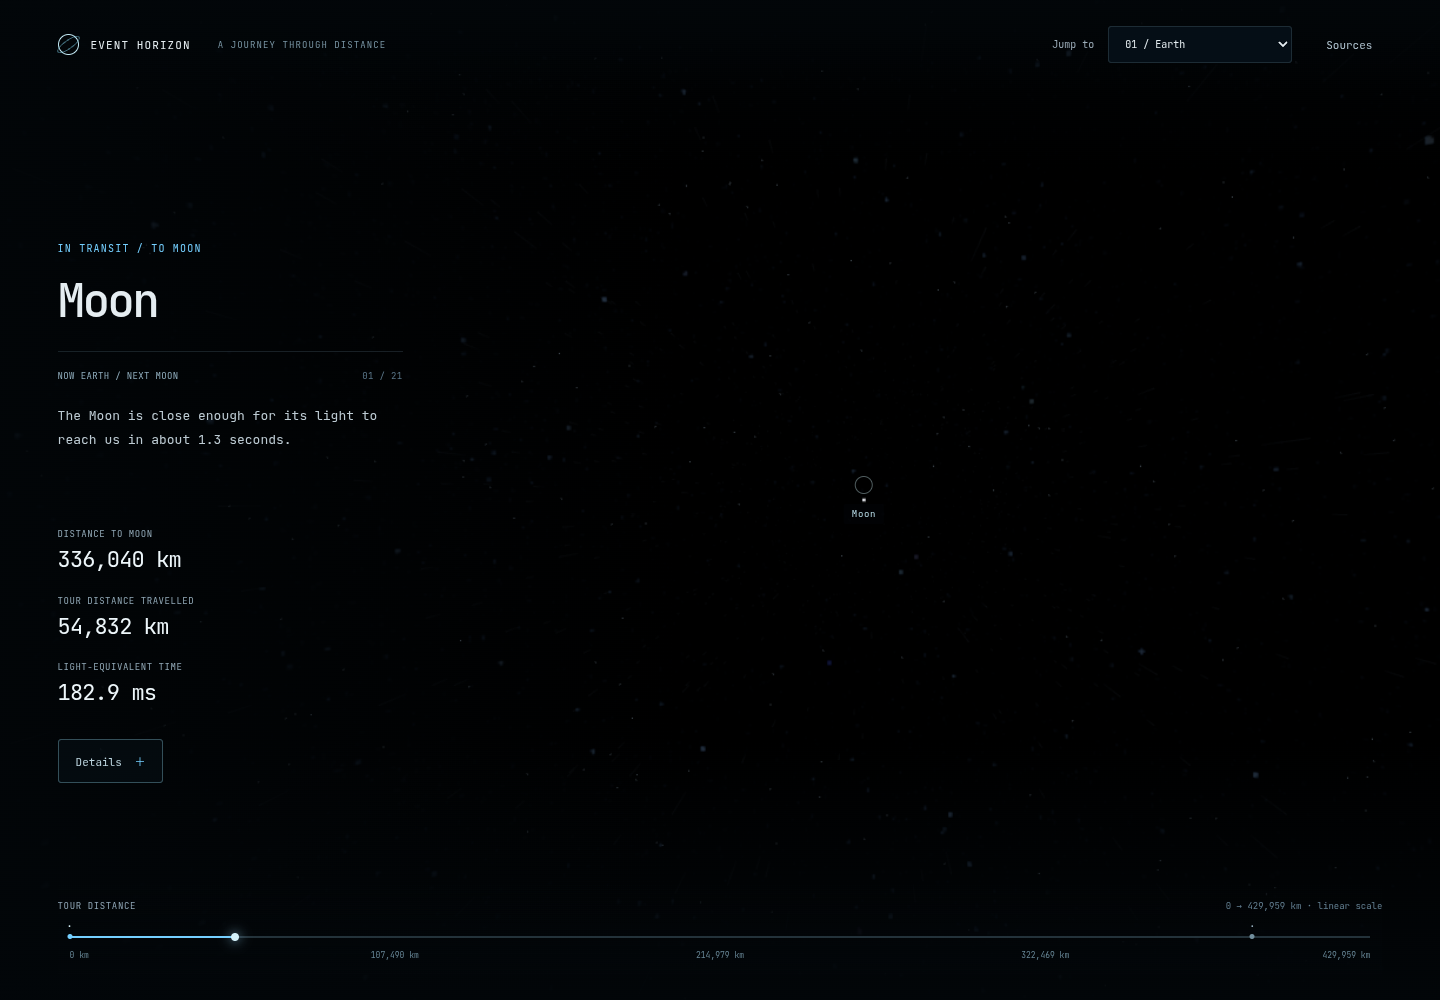 EVENT HORIZON
A JOURNEY THROUGH DISTANCE
Jump to
01 / Earth
Sources
IN TRANSIT / TO MOON
Moon
NOW EARTH / NEXT MOON
01 / 21
The Moon is close enough for its light to
reach us in about 1.3 seconds.
Moon
DISTANCE TO MOON
336,040 km
TOUR DISTANCE TRAVELLED
54,832 km
LIGHT-EQUIVALENT TIME
182.9 ms
Details +
TOUR DISTANCE
0 → 429,959 km · linear scale
0 km
107,490 km
214,979 km
322,469 km
429,959 km